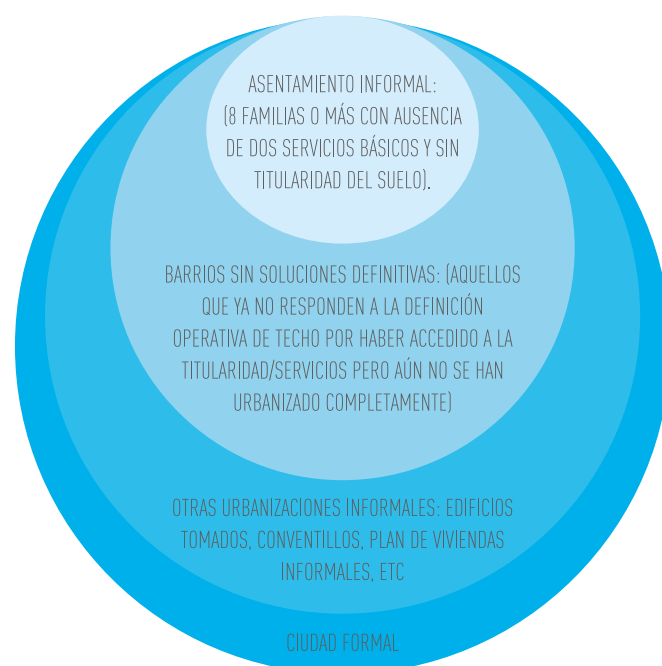 ASENTAMIENTO INFORMAL:
(8 FAMILIAS O MÁS CON AUSENCIA
DE DOS SERVICIOS BÁSICOS Y SIN
TITULARIDAD DEL SUELO).
BARRIOS SIN SOLUCIONES DEFINITIVAS: (AQUELLOS
QUE YA NO RESPONDEN A LA DEFINICIÓN
OPERATIVA DE TECHO POR HABER ACCEDIDO A LA
TITULARIDAD/SERVICIOS PERO AÚN NO SE HAN
URBANIZADO COMPLETAMENTE)
OTRAS URBANIZACIONES INFORMALES: EDIFICIOS
TOMADOS, CONVENTILLOS, PLAN DE VIVIENDAS
INFORMALES, ETC
CIUDAD FORMAL